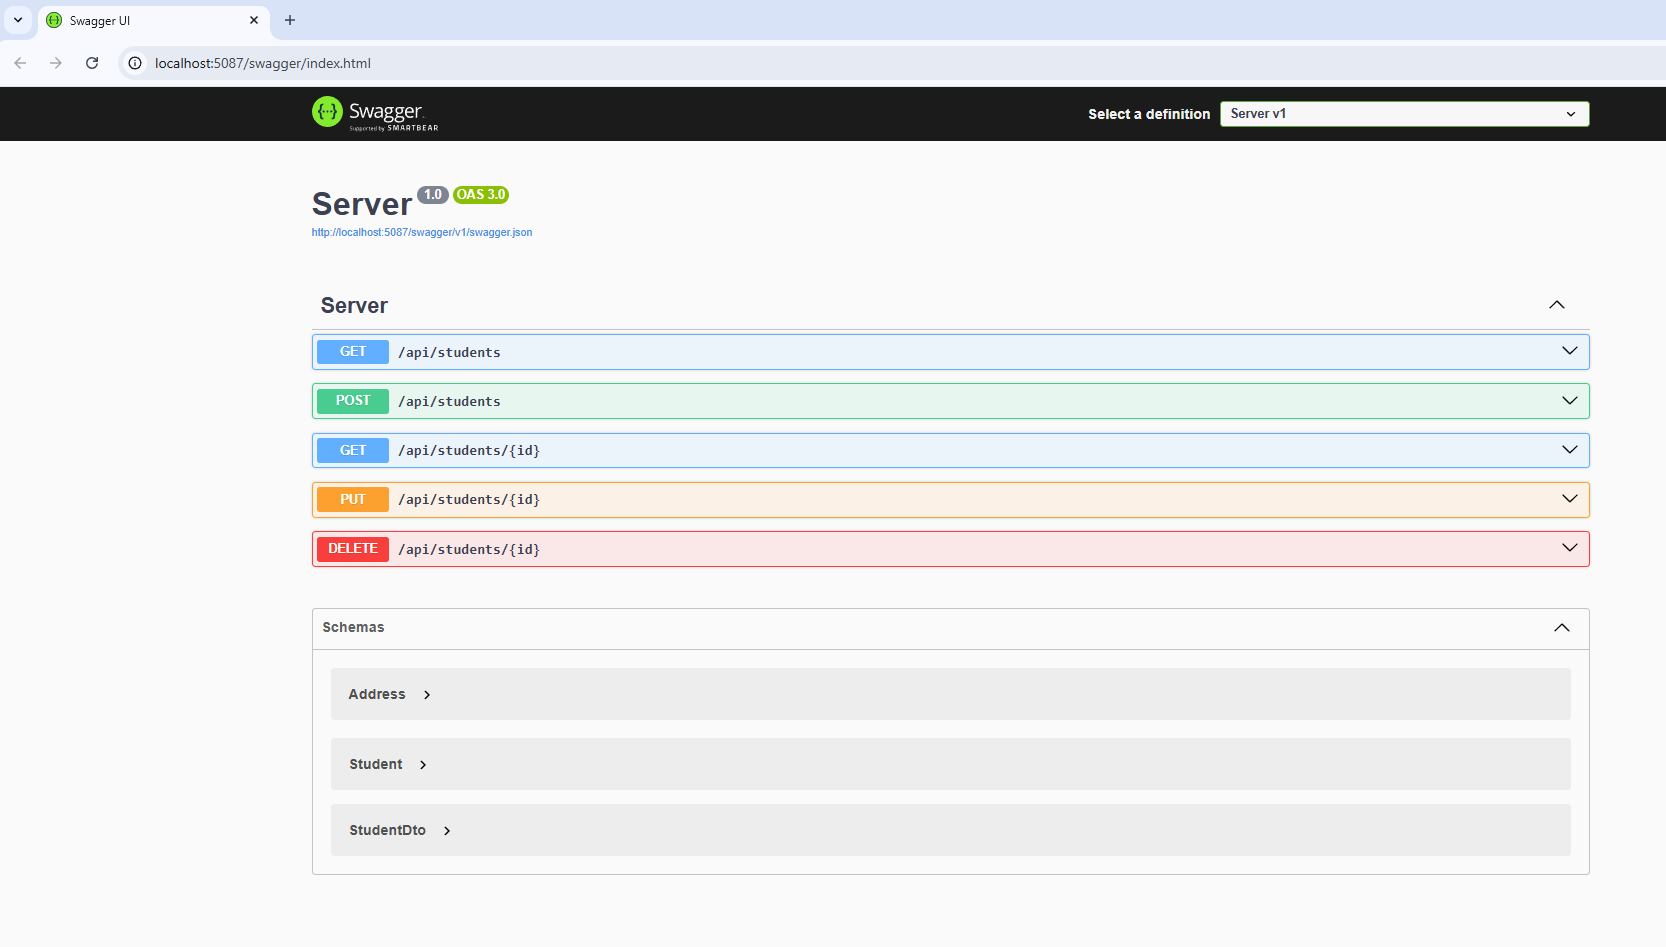 Swagger UI
localhost:5087/swagger/index.html
Swagger
Supported by SMARTBEAR
Select a definition
Server v1
Server 1.0 OAS 3.0
http://localhost:5087/swagger/v1/swagger.json
Server
GET /api/students
POST /api/students
GET /api/students/{id}
PUT /api/students/{id}
DELETE /api/students/{id}
Schemas
Address
Student
StudentDto